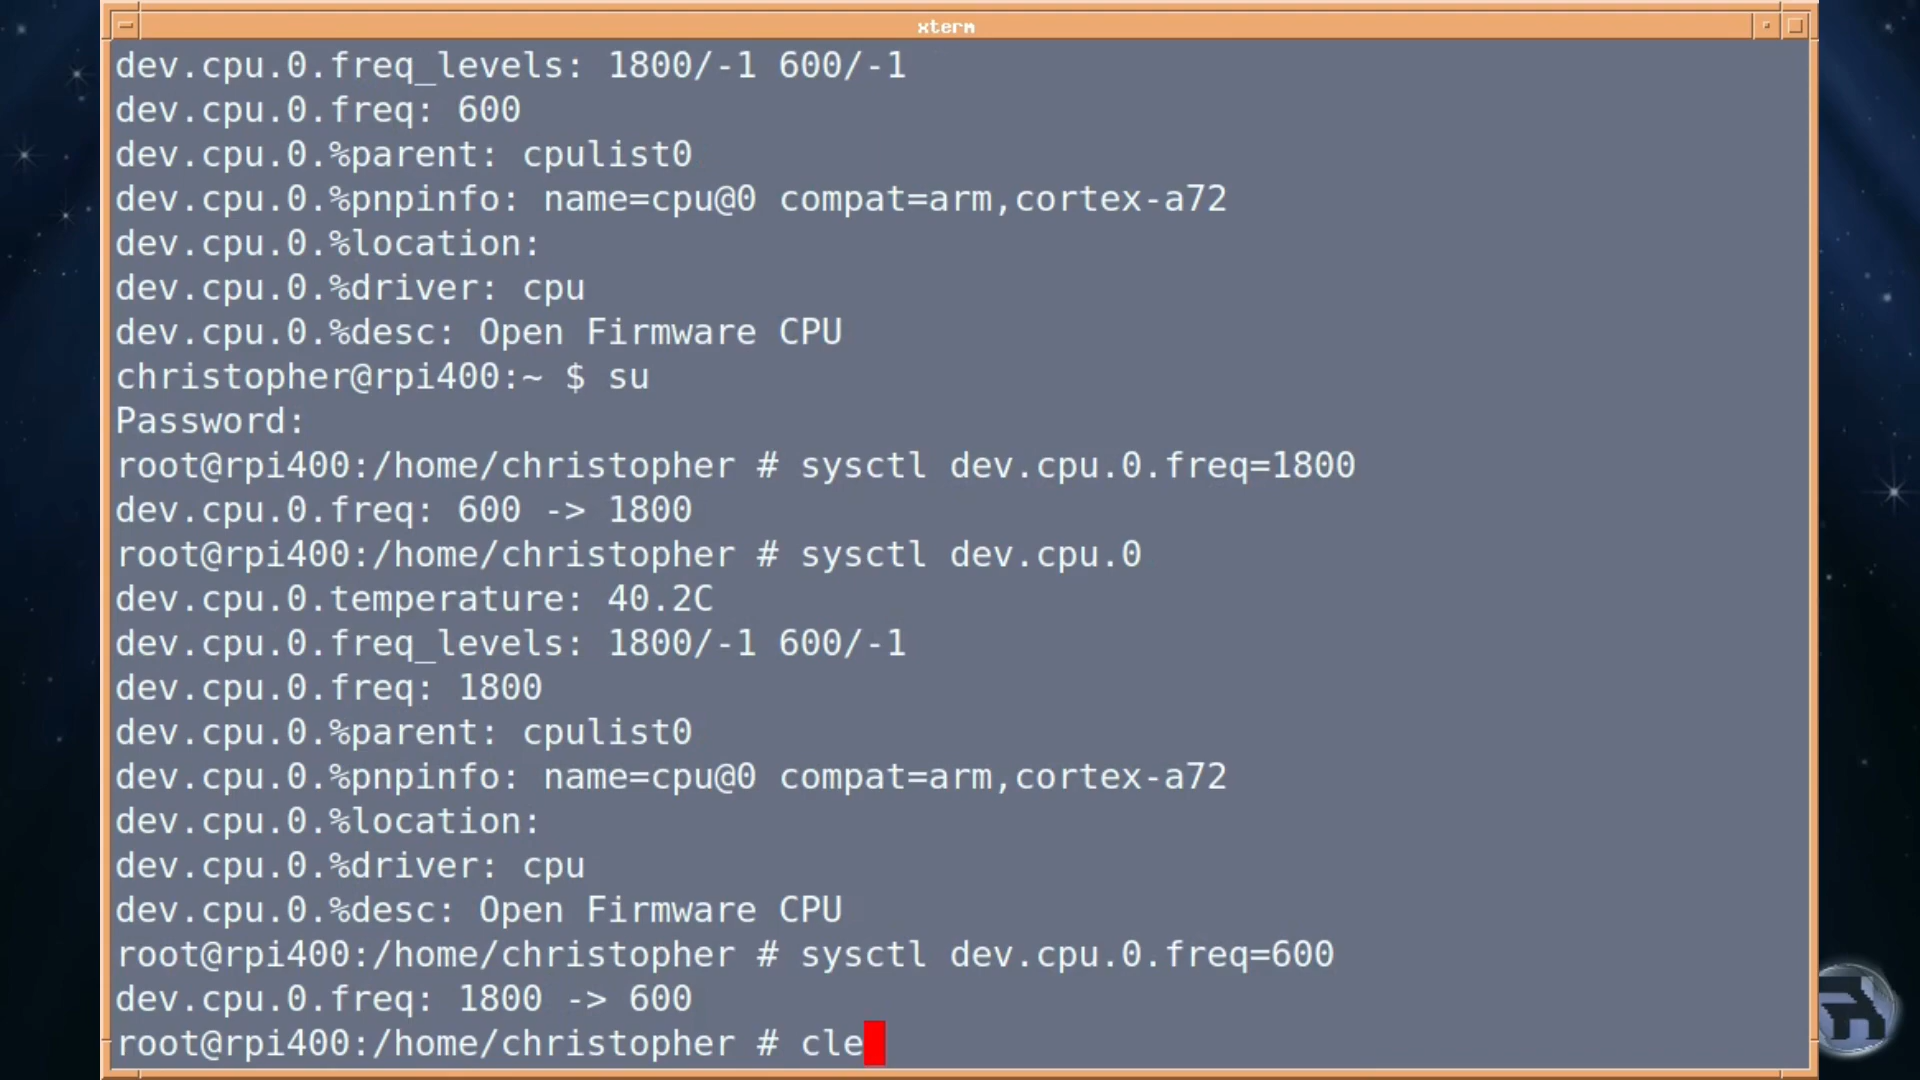 xterm
dev.cpu.0.freq_levels: 1800/-1 600/-1
dev.cpu.0.freq: 600
dev.cpu.0.%parent: cpulist0
dev.cpu.0.%pnpinfo: name=cpu@0 compat=arm,cortex-a72
dev.cpu.0.%location:
dev.cpu.0.%driver: cpu
dev.cpu.0.%desc: Open Firmware CPU
christopher@rpi400:~ $ su
Password:
root@rpi400:/home/christopher # sysctl dev.cpu.0.freq=1800
dev.cpu.0.freq: 600 -> 1800
root@rpi400:/home/christopher # sysctl dev.cpu.0
dev.cpu.0.temperature: 40.2C
dev.cpu.0.freq_levels: 1800/-1 600/-1
dev.cpu.0.freq: 1800
dev.cpu.0.%parent: cpulist0
dev.cpu.0.%pnpinfo: name=cpu@0 compat=arm,cortex-a72
dev.cpu.0.%location:
dev.cpu.0.%driver: cpu
dev.cpu.0.%desc: Open Firmware CPU
root@rpi400:/home/christopher # sysctl dev.cpu.0.freq=600
dev.cpu.0.freq: 1800 -> 600
root@rpi400:/home/christopher # cle